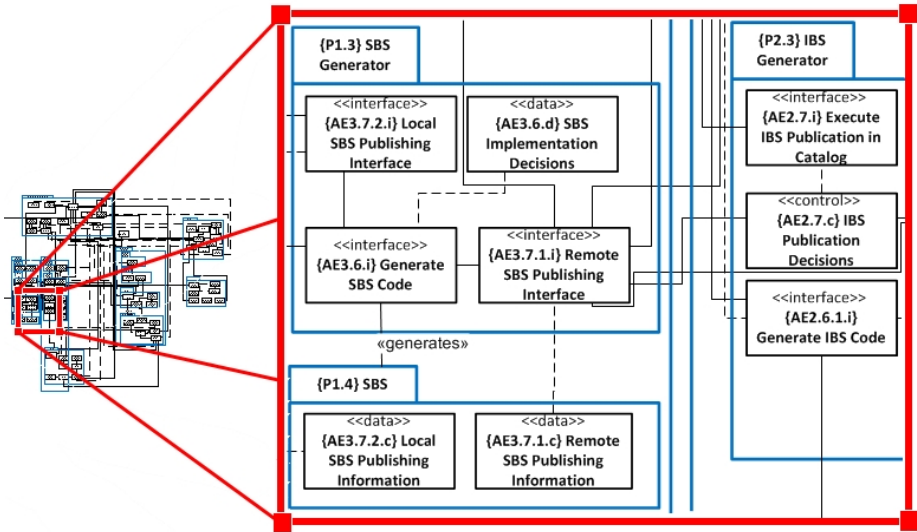 {P1.3} SBS
Generator
<<interface>>
{AE3.7.2.i} Local
SBS Publishing
Interface
<<data>>
{AE3.6.d} SBS
Implementation
Decisions
<<interface>>
{AE3.6.i} Generate
SBS Code
<<interface>>
{AE3.7.1.i} Remote
SBS Publishing
Interface
«generates»
{P1.4} SBS
<<data>>
{AE3.7.2.c} Local
SBS Publishing
Information
<<data>>
{AE3.7.1.c} Remote
SBS Publishing
Information
{P2.3} IBS
Generator
<<interface>>
{AE2.7.i} Execute
IBS Publication in
Catalog
<<control>>
{AE2.7.c} IBS
Publication
Decisions
<<interface>>
{AE2.6.1.i}
Generate IBS Code